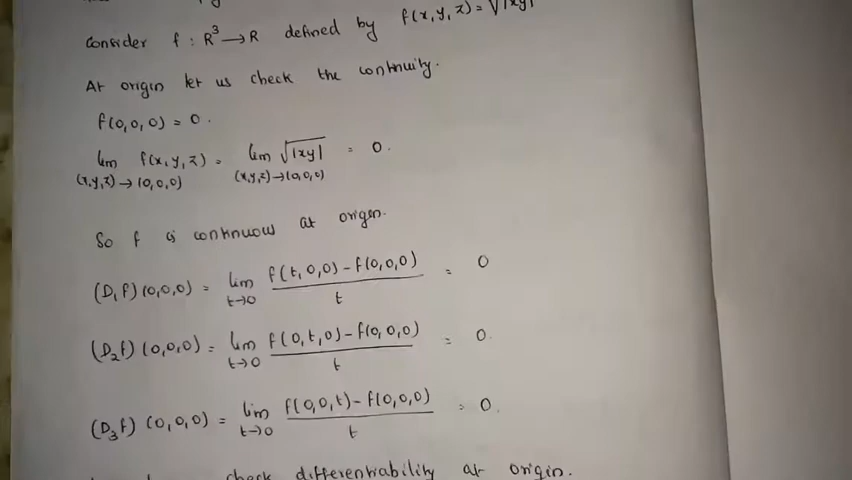 Consider f : R³ → R defined by f(x, y, z) = √|xy|
At origin let us check the continuity.
f(0,0,0) = 0.
lim f(x,y,z) = lim √|xy| = 0.
(x,y,z)→(0,0,0) (x,y,z)→(0,0,0)
So f is continuous at origin.
(D₁f)(0,0,0) = lim t→0 (f(t,0,0) - f(0,0,0))/t = 0
(D₂f)(0,0,0) = lim t→0 (f(0,t,0) - f(0,0,0))/t = 0.
(D₃f)(0,0,0) = lim t→0 (f(0,0,t) - f(0,0,0))/t = 0.
check differentiability at origin.